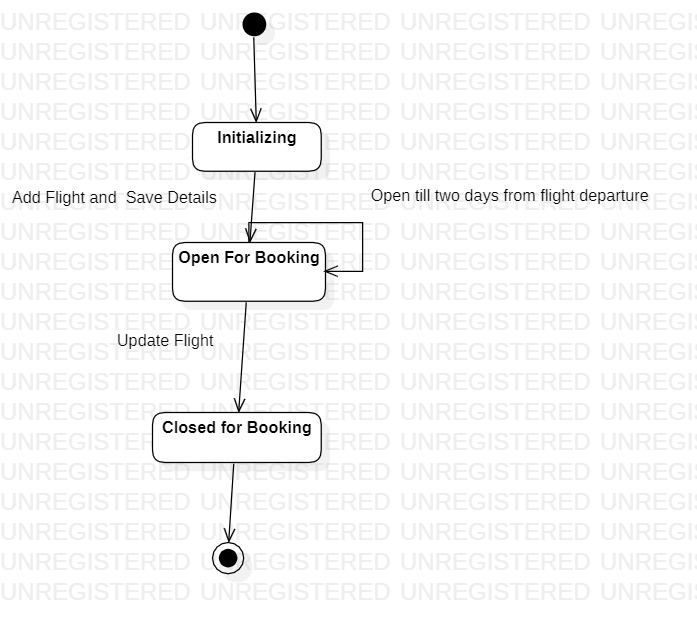 UNREGISTERED UNREGISTERED UNREGISTERED UNREGI
Initializing
Add Flight and  Save Details
Open till two days from flight departure
Open For Booking
Update Flight
Closed for Booking